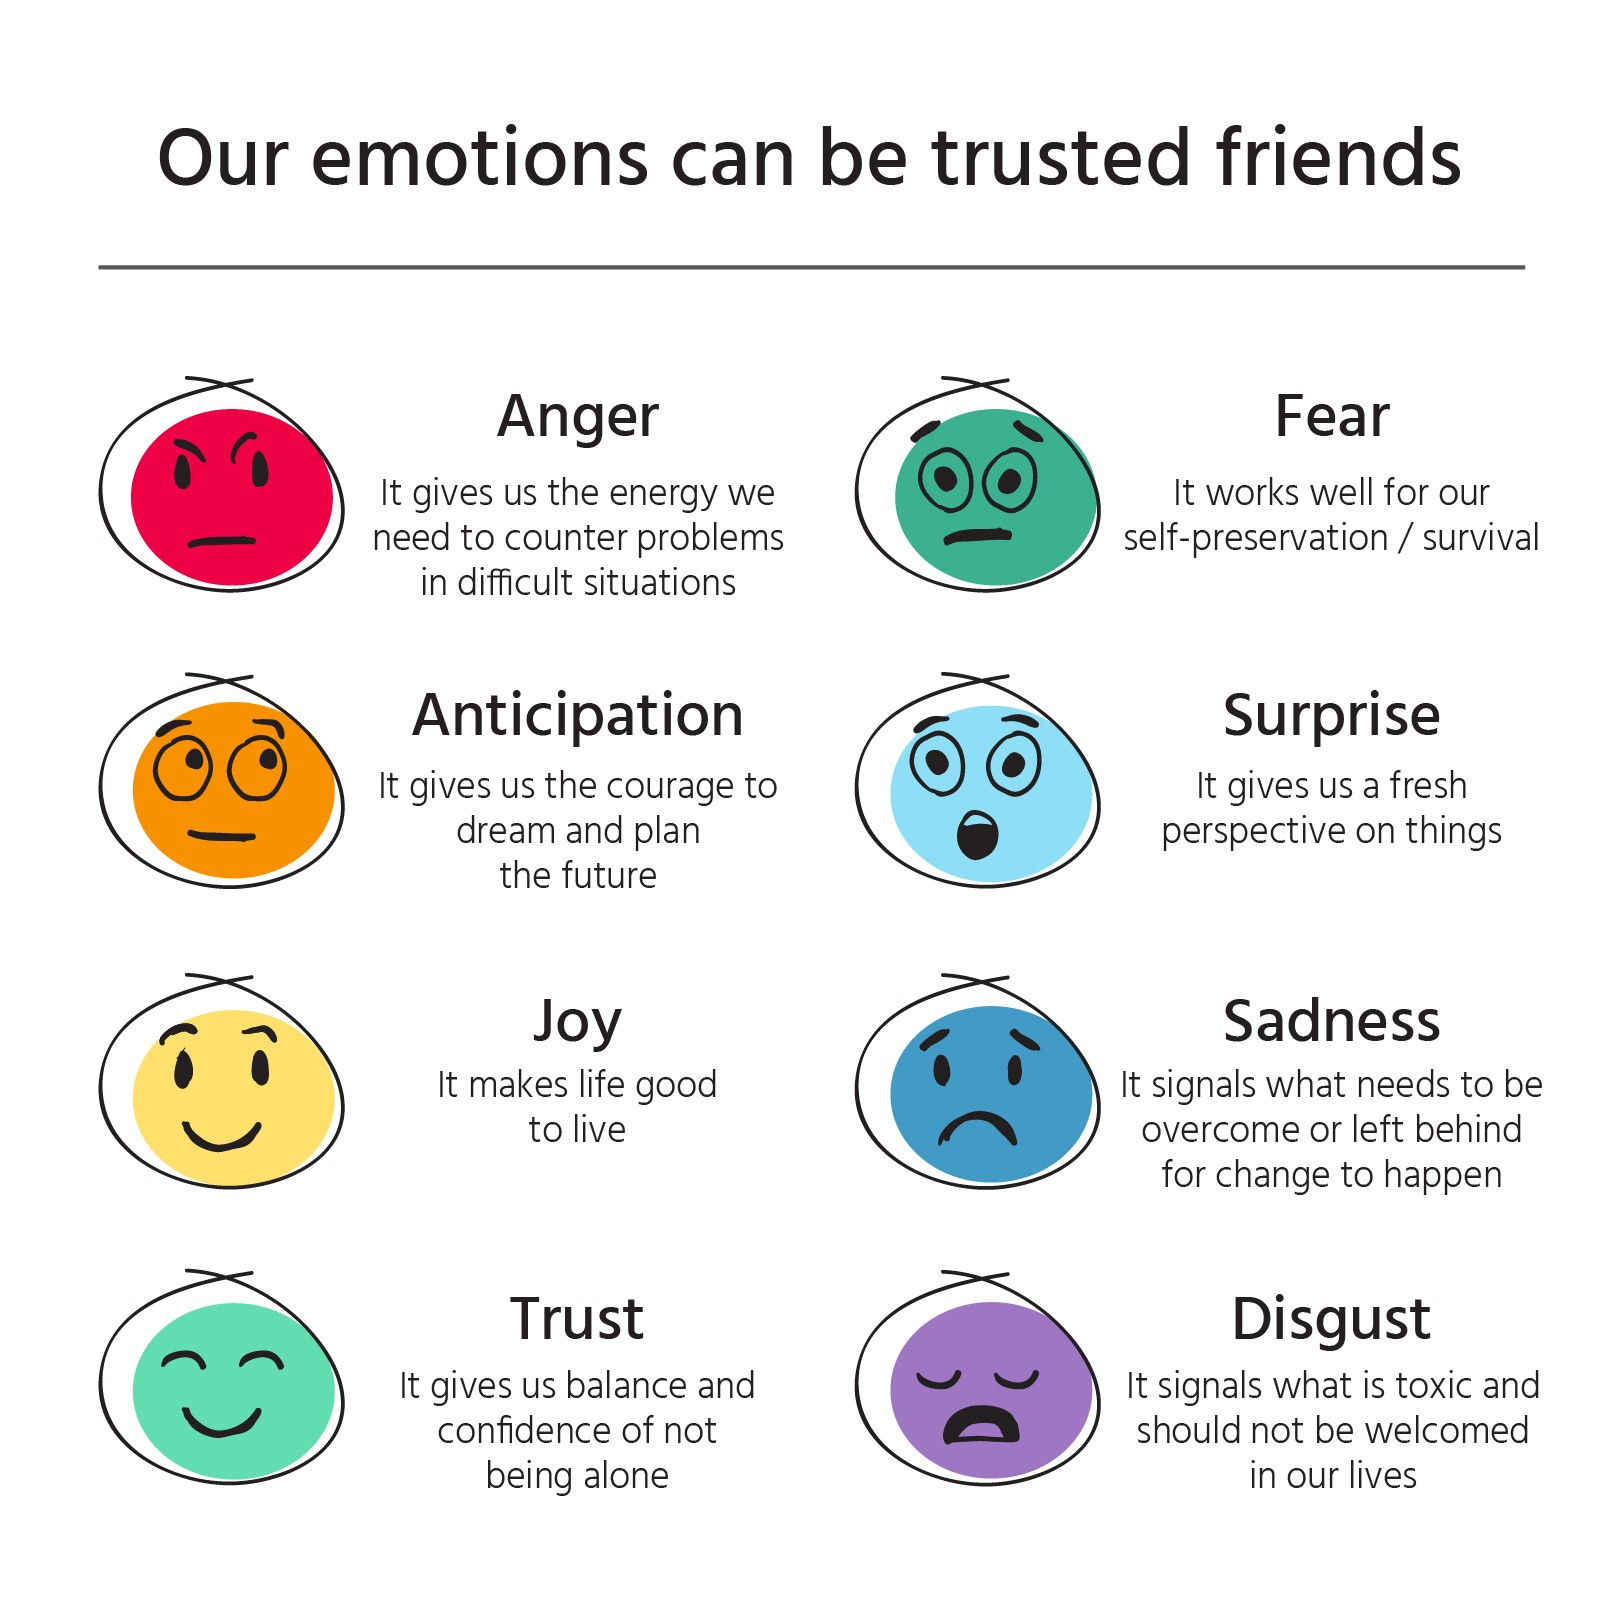 Our emotions can be trusted friends
Anger
It gives us the energy we
need to counter problems
in difficult situations
Fear
It works well for our
self-preservation / survival
Anticipation
It gives us the courage to
dream and plan
the future
Surprise
It gives us a fresh
perspective on things
Joy
It makes life good
to live
Sadness
It signals what needs to be
overcome or left behind
for change to happen
Trust
It gives us balance and
confidence of not
being alone
Disgust
It signals what is toxic and
should not be welcomed
in our lives